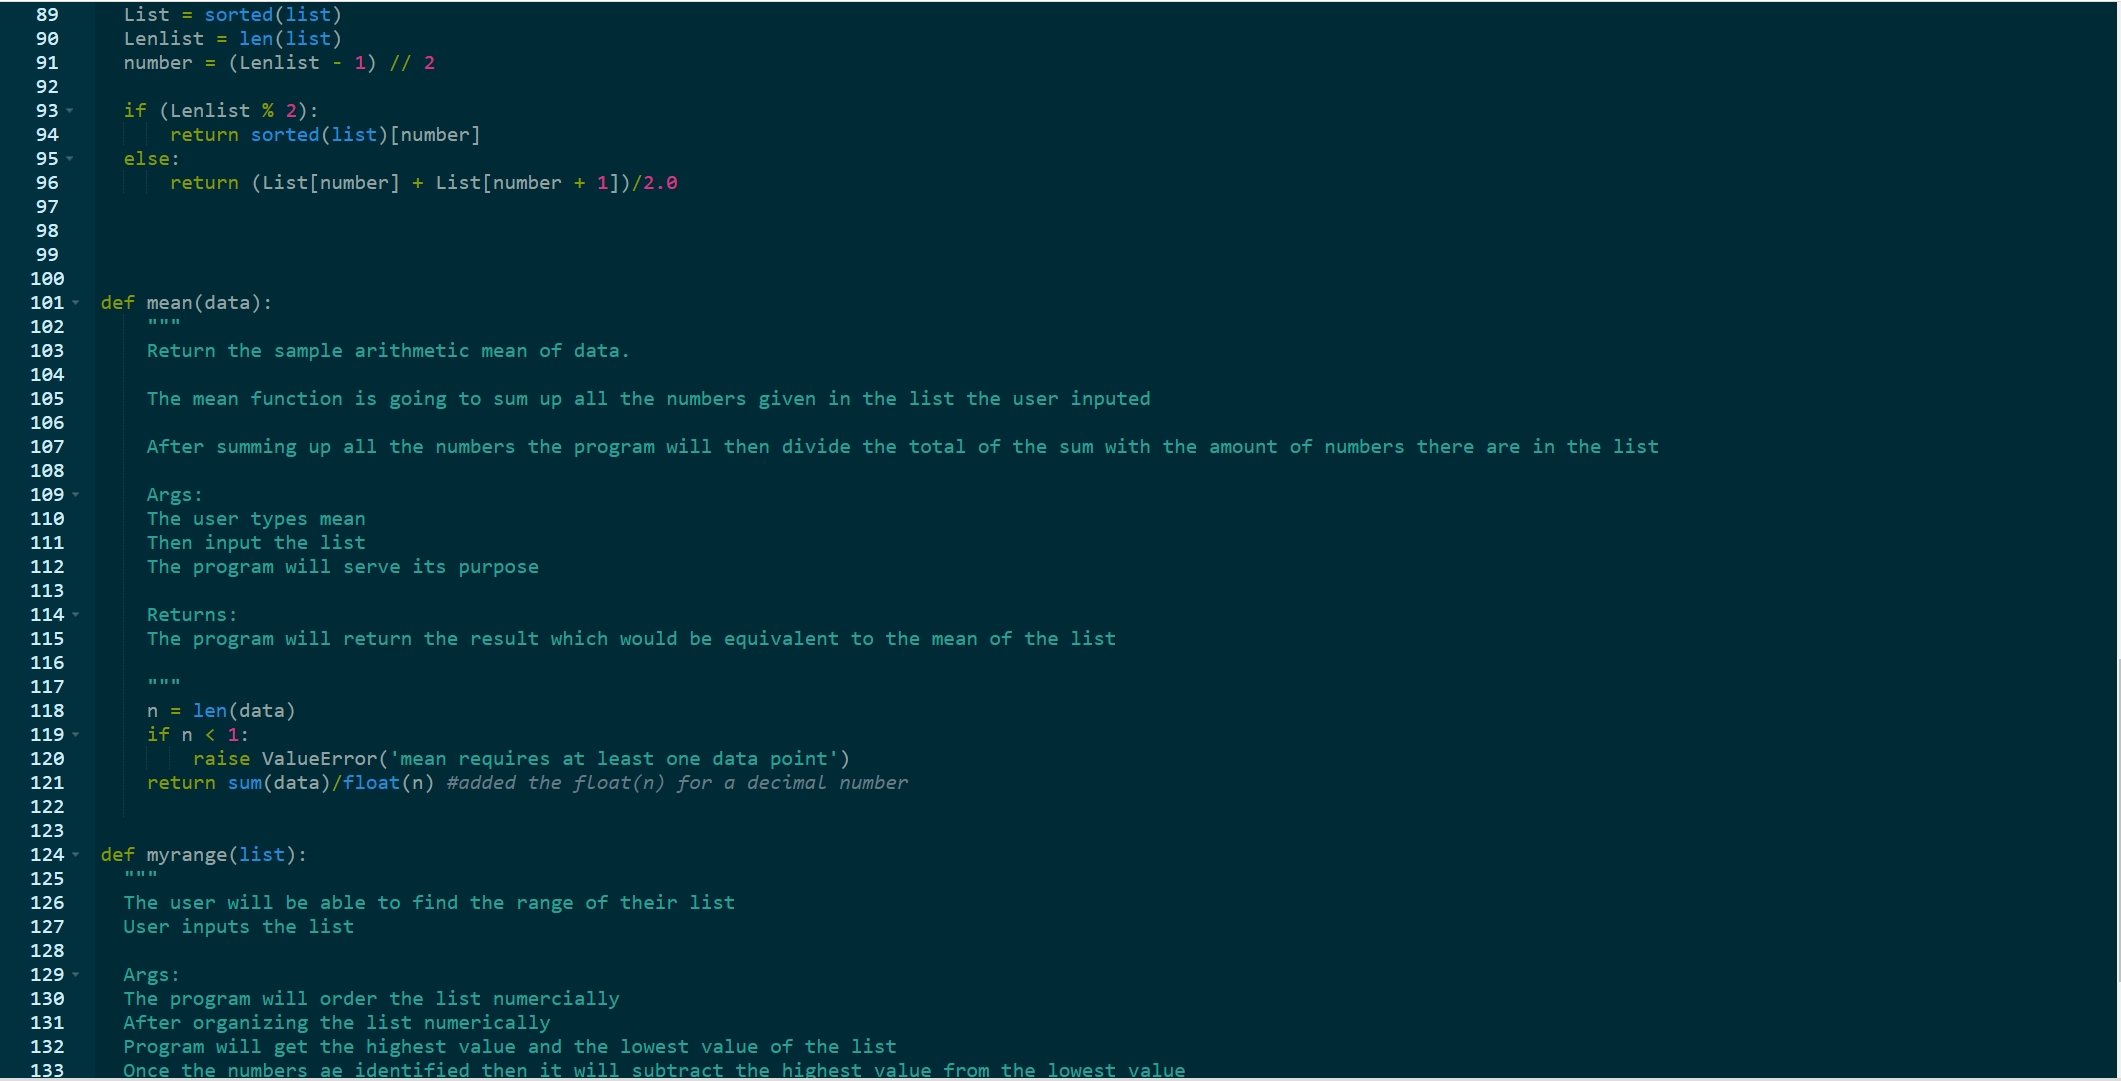 89 List = sorted(list)
90 Lenlist = len(list)
91 number = (Lenlist - 1) // 2
92
93 if (Lenlist % 2):
94 return sorted(list)[number]
95 else:
96 return (List[number] + List[number + 1])/2.0
97
98
99
100
101 def mean(data):
102 """
103 Return the sample arithmetic mean of data.
104
105 The mean function is going to sum up all the numbers given in the list the user inputed
106
107 After summing up all the numbers the program will then divide the total of the sum with the amount of numbers there are in the list
108
109 Args:
110 The user types mean
111 Then input the list
112 The program will serve its purpose
113
114 Returns:
115 The program will return the result which would be equivalent to the mean of the list
116
117 """
118 n = len(data)
119 if n < 1:
120 raise ValueError('mean requires at least one data point')
121 return sum(data)/float(n) #added the float(n) for a decimal number
122
123
124 def myrange(list):
125 """
126 The user will be able to find the range of their list
127 User inputs the list
128
129 Args:
130 The program will order the list numercially
131 After organizing the list numerically
132 Program will get the highest value and the lowest value of the list
133 Once the numbers ae identified then it will subtract the highest value from the lowest value